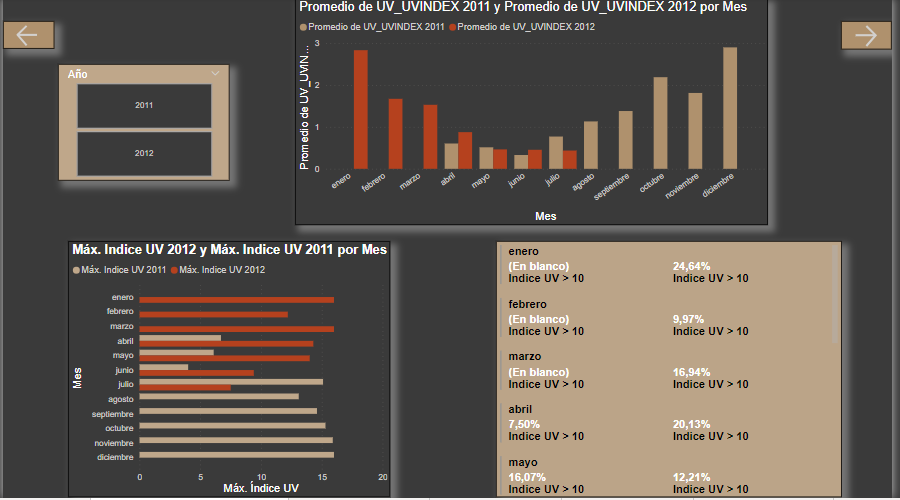 Promedio de UV_UVINDEX 2011 y Promedio de UV_UVINDEX 2012 por Mes
Promedio de UV_UVINDEX 2011 Promedio de UV_UVINDEX 2012
Promedio de UV_UVIN...
3
2
1
0
enero febrero marzo abril mayo junio julio agosto septiembre octubre noviembre diciembre
Mes
Año
2011
2012
Máx. Indice UV 2012 y Máx. Indice UV 2011 por Mes
Máx. Indice UV 2011 Máx. Indice UV 2012
Mes
enero
febrero
marzo
abril
mayo
junio
julio
agosto
septiembre
octubre
noviembre
diciembre
0 5 10 15 20
Máx. Índice UV
enero
(En blanco) 24,64%
Indice UV > 10 Indice UV > 10
febrero
(En blanco) 9,97%
Indice UV > 10 Indice UV > 10
marzo
(En blanco) 16,94%
Indice UV > 10 Indice UV > 10
abril
7,50% 20,13%
Indice UV > 10 Indice UV > 10
mayo
16,07% 12,21%
Indice UV > 10 Indice UV > 10